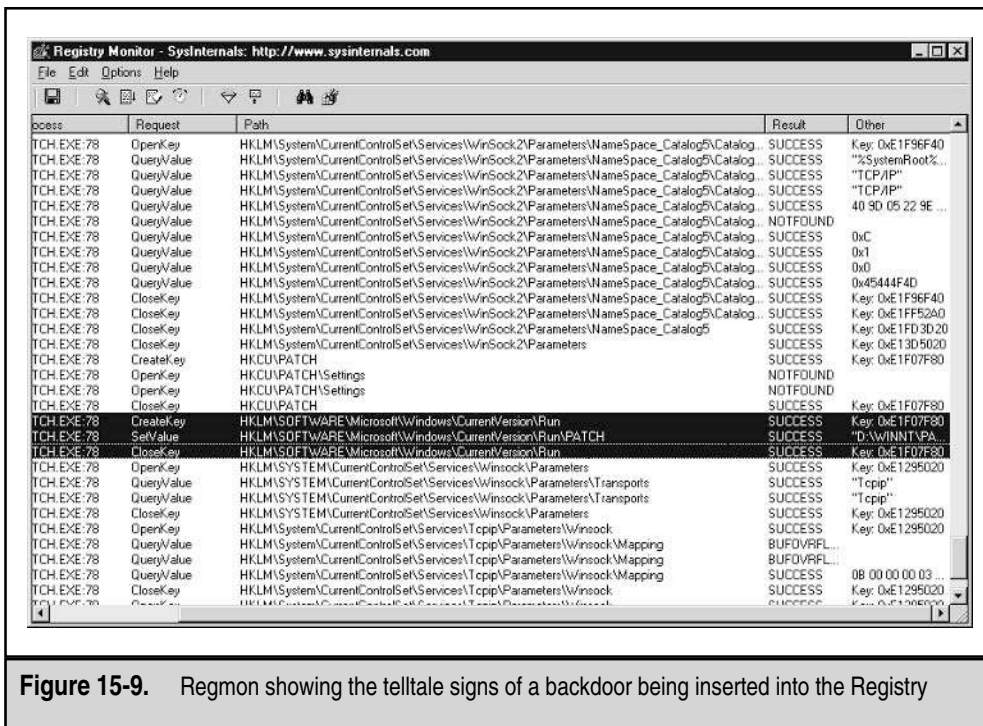 Registry Monitor - SysInternals: http://www.sysinternals.com
File Edit Options Help
ocess Request Path Result Other
TCH.EXE:78 OpenKey HKLM\System\CurrentControlSet\Services\WinSock2\Parameters\NameSpace_Catalog5\Catalog... SUCCESS Key: 0xE1F96F40
TCH.EXE:78 QueryValue HKLM\System\CurrentControlSet\Services\WinSock2\Parameters\NameSpace_Catalog5\Catalog... SUCCESS "%SystemRoot%...
TCH.EXE:78 QueryValue HKLM\System\CurrentControlSet\Services\WinSock2\Parameters\NameSpace_Catalog5\Catalog... SUCCESS "TCP/IP"
TCH.EXE:78 QueryValue HKLM\System\CurrentControlSet\Services\WinSock2\Parameters\NameSpace_Catalog5\Catalog... SUCCESS "TCP/IP"
TCH.EXE:78 QueryValue HKLM\System\CurrentControlSet\Services\WinSock2\Parameters\NameSpace_Catalog5\Catalog... SUCCESS 40 9D 05 22 9E ...
TCH.EXE:78 QueryValue HKLM\System\CurrentControlSet\Services\WinSock2\Parameters\NameSpace_Catalog5\Catalog... NOTFOUND
TCH.EXE:78 QueryValue HKLM\System\CurrentControlSet\Services\WinSock2\Parameters\NameSpace_Catalog5\Catalog... SUCCESS 0xC
TCH.EXE:78 QueryValue HKLM\System\CurrentControlSet\Services\WinSock2\Parameters\NameSpace_Catalog5\Catalog... SUCCESS 0x1
TCH.EXE:78 QueryValue HKLM\System\CurrentControlSet\Services\WinSock2\Parameters\NameSpace_Catalog5\Catalog... SUCCESS 0x0
TCH.EXE:78 QueryValue HKLM\System\CurrentControlSet\Services\WinSock2\Parameters\NameSpace_Catalog5\Catalog... SUCCESS 0x45444F4D
TCH.EXE:78 CloseKey HKLM\System\CurrentControlSet\Services\WinSock2\Parameters\NameSpace_Catalog5\Catalog... SUCCESS Key: 0xE1F96F40
TCH.EXE:78 CloseKey HKLM\System\CurrentControlSet\Services\WinSock2\Parameters\NameSpace_Catalog5\Catalog... SUCCESS Key: 0xE1FF52A0
TCH.EXE:78 CloseKey HKLM\System\CurrentControlSet\Services\WinSock2\Parameters\NameSpace_Catalog5 SUCCESS Key: 0xE1FD3D20
TCH.EXE:78 CloseKey HKLM\System\CurrentControlSet\Services\WinSock2\Parameters SUCCESS Key: 0xE13D5020
TCH.EXE:78 CreateKey HKCU\PATCH SUCCESS Key: 0xE1F07F80
TCH.EXE:78 OpenKey HKCU\PATCH\Settings NOTFOUND
TCH.EXE:78 OpenKey HKCU\PATCH\Settings NOTFOUND
TCH.EXE:78 CloseKey HKCU\PATCH SUCCESS Key: 0xE1F07F80
TCH.EXE:78 CreateKey HKLM\SOFTWARE\Microsoft\Windows\CurrentVersion\Run SUCCESS Key: 0xE1F07F80
TCH.EXE:78 SetValue HKLM\SOFTWARE\Microsoft\Windows\CurrentVersion\Run\PATCH SUCCESS "D:\WINNT\PA...
TCH.EXE:78 CloseKey HKLM\SOFTWARE\Microsoft\Windows\CurrentVersion\Run SUCCESS Key: 0xE1F07F80
TCH.EXE:78 OpenKey HKLM\SYSTEM\CurrentControlSet\Services\Winsock\Parameters SUCCESS Key: 0xE1295020
TCH.EXE:78 QueryValue HKLM\SYSTEM\CurrentControlSet\Services\Winsock\Parameters\Transports SUCCESS "Tcpip"
TCH.EXE:78 QueryValue HKLM\SYSTEM\CurrentControlSet\Services\Winsock\Parameters\Transports SUCCESS "Tcpip"
TCH.EXE:78 CloseKey HKLM\SYSTEM\CurrentControlSet\Services\Winsock\Parameters SUCCESS Key: 0xE1295020
TCH.EXE:78 OpenKey HKLM\System\CurrentControlSet\Services\Tcpip\Parameters\Winsock SUCCESS Key: 0xE1295020
TCH.EXE:78 QueryValue HKLM\System\CurrentControlSet\Services\Tcpip\Parameters\Winsock\Mapping BUFOVRFL...
TCH.EXE:78 QueryValue HKLM\System\CurrentControlSet\Services\Tcpip\Parameters\Winsock\Mapping BUFOVRFL...
TCH.EXE:78 QueryValue HKLM\System\CurrentControlSet\Services\Tcpip\Parameters\Winsock\Mapping SUCCESS 0B 00 00 00 03 ...
TCH.EXE:78 CloseKey HKLM\System\CurrentControlSet\Services\Tcpip\Parameters\Winsock SUCCESS Key: 0xE1295020
Figure 15-9. Regmon showing the telltale signs of a backdoor being inserted into the Registry